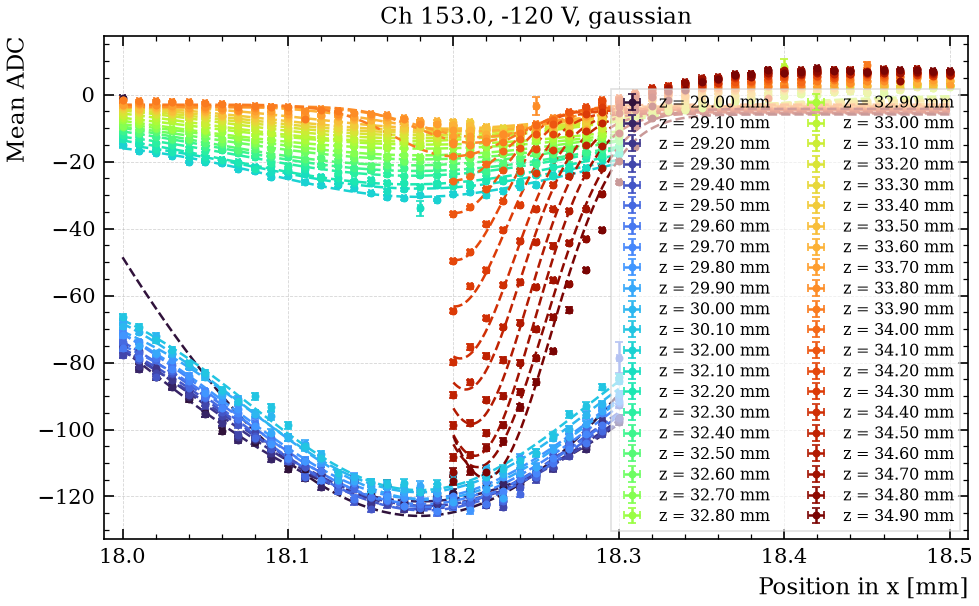 Ch 153.0, -120 V, gaussian
Mean ADC
0
−20
−40
−60
−80
−100
−120
z = 29.00 mm
z = 29.10 mm
z = 29.20 mm
z = 29.30 mm
z = 29.40 mm
z = 29.50 mm
z = 29.60 mm
z = 29.70 mm
z = 29.80 mm
z = 29.90 mm
z = 30.00 mm
z = 30.10 mm
z = 32.00 mm
z = 32.10 mm
z = 32.20 mm
z = 32.30 mm
z = 32.40 mm
z = 32.50 mm
z = 32.60 mm
z = 32.70 mm
z = 32.80 mm
z = 32.90 mm
z = 33.00 mm
z = 33.10 mm
z = 33.20 mm
z = 33.30 mm
z = 33.40 mm
z = 33.50 mm
z = 33.60 mm
z = 33.70 mm
z = 33.80 mm
z = 33.90 mm
z = 34.00 mm
z = 34.10 mm
z = 34.20 mm
z = 34.30 mm
z = 34.40 mm
z = 34.50 mm
z = 34.60 mm
z = 34.70 mm
z = 34.80 mm
z = 34.90 mm
18.0 18.1 18.2 18.3 18.4 18.5
Position in x [mm]